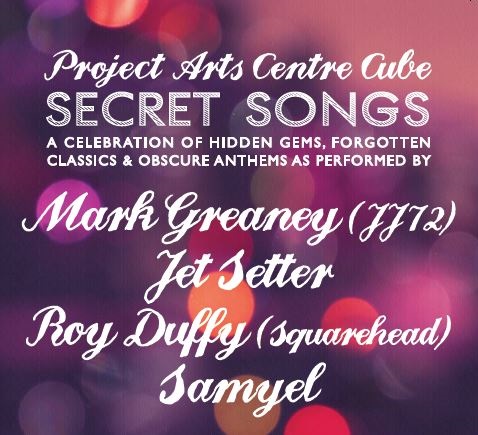 Project Arts Centre Cube
SECRET SONGS
A CELEBRATION OF HIDDEN GEMS, FORGOTTEN
CLASSICS & OBSCURE ANTHEMS AS PERFORMED BY
Mark Greaney (JJ72)
Jet Setter
Roy Duffy (Squarehead)
Samyel